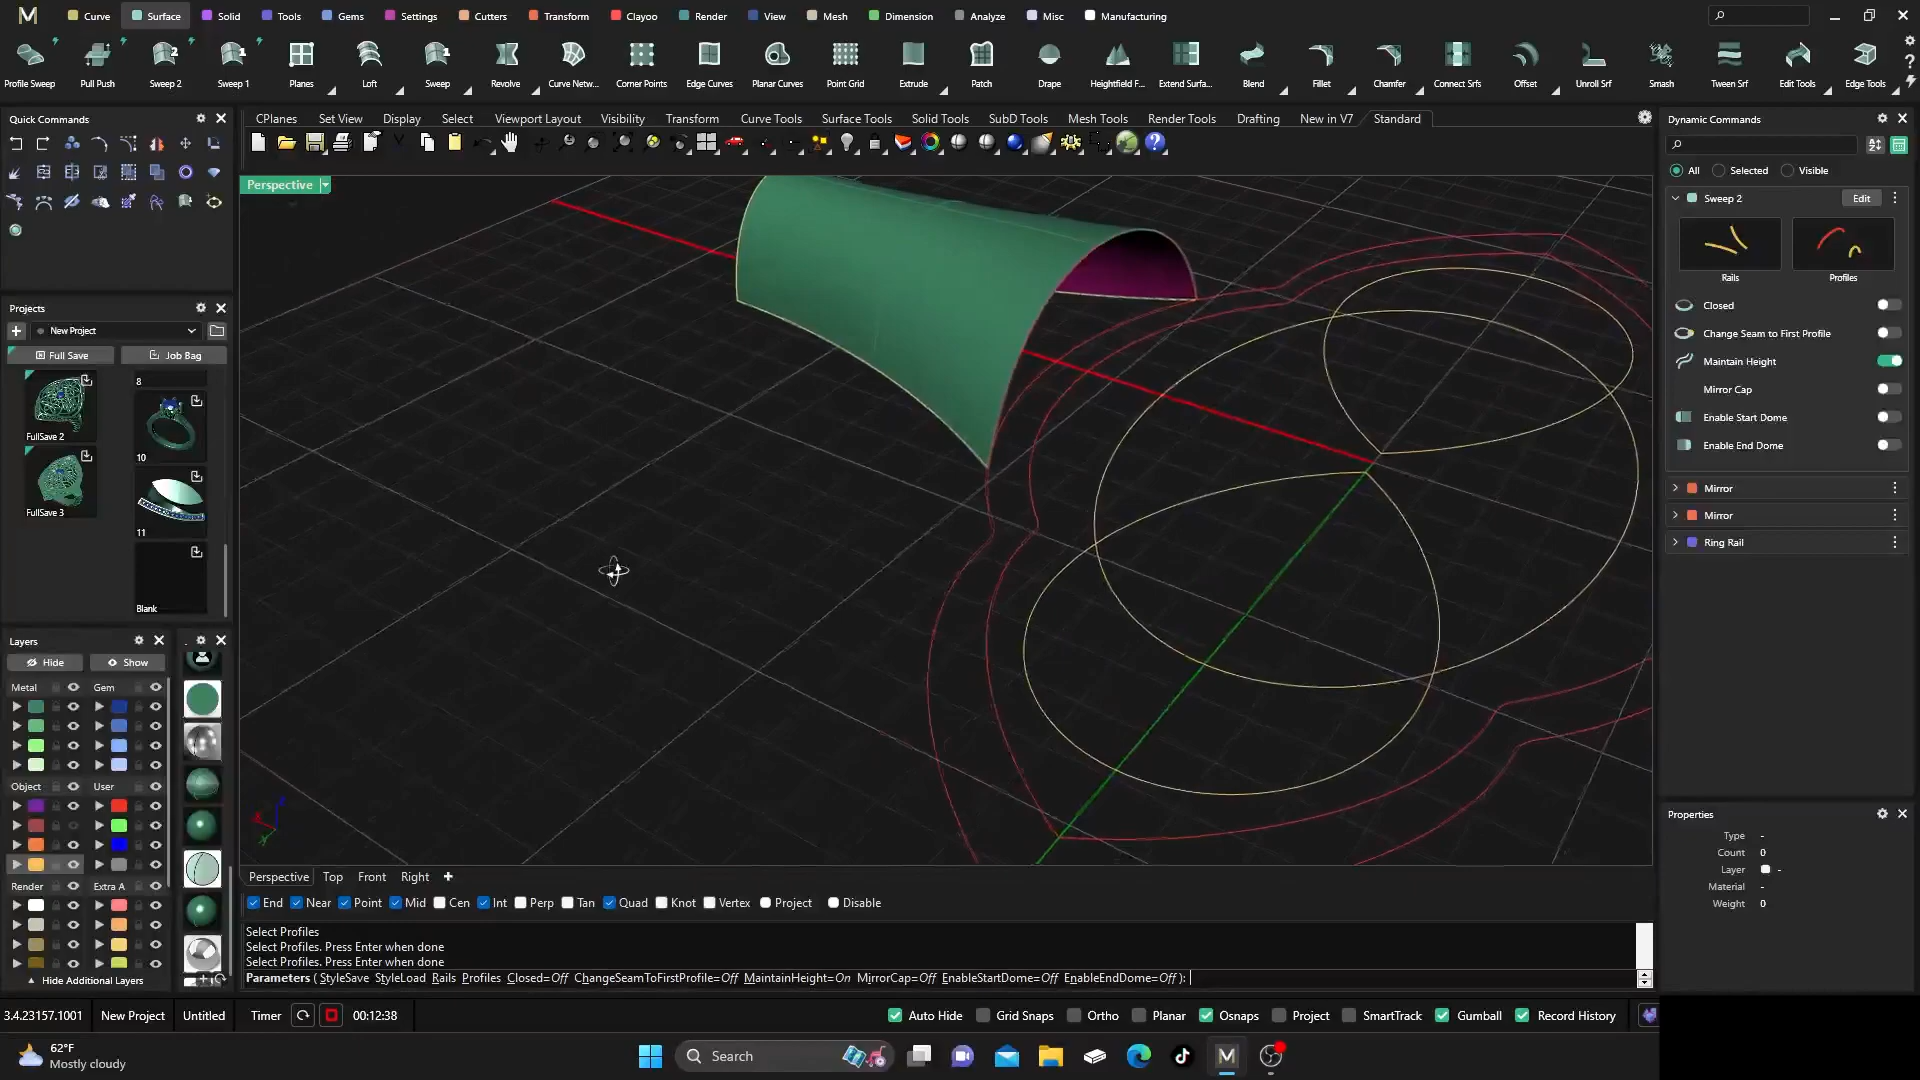 Curve Surface Solid Tools Gems Settings Cutters Transform Clayoo Render View Mesh Dimension Analyze Misc Manufacturing
Profile Sweep Pull Push Sweep 2 Sweep 1 Planes Loft Sweep Revolve Curve Netw... Corner Points Edge Curves Planar Curves Point Grid Extrude Patch Drape Heightfield F... Extend Surfa... Blend Fillet Chamfer Connect Srfs Offset Unroll Srf Smash Tween Srf Edit Tools Edge Tools
Quick Commands
CPlanes Set View Display Select Viewport Layout Visibility Transform Curve Tools Surface Tools Solid Tools SubD Tools Mesh Tools Render Tools Drafting New in V7 Standard
Perspective
Projects
New Project
Full Save Job Bag
8
FullSave 2
10
FullSave 3
11
Blank
Layers
Hide Show
Metal Gem
Object User
Render Extra A
Hide Additional Layers
Perspective Top Front Right
End Near Point Mid Cen Int Perp Tan Quad Knot Vertex Project Disable
Select Profiles
Select Profiles. Press Enter when done
Select Profiles. Press Enter when done
Parameters ( StyleSave StyleLoad Rails Profiles Closed=Off ChangeSeamToFirstProfile=Off MaintainHeight=On MirrorCap=Off EnableStartDome=Off EnableEndDome=Off ):
Dynamic Commands
All Selected Visible
Sweep 2 Edit
Rails Profiles
Closed
Change Seam to First Profile
Maintain Height
Mirror Cap
Enable Start Dome
Enable End Dome
Mirror
Mirror
Ring Rail
Properties
Type -
Count 0
Layer -
Material -
Weight 0
3.4.23157.1001 New Project Untitled Timer 00:12:38 Auto Hide Grid Snaps Ortho Planar Osnaps Project SmartTrack Gumball Record History
62°F
Mostly cloudy
Search